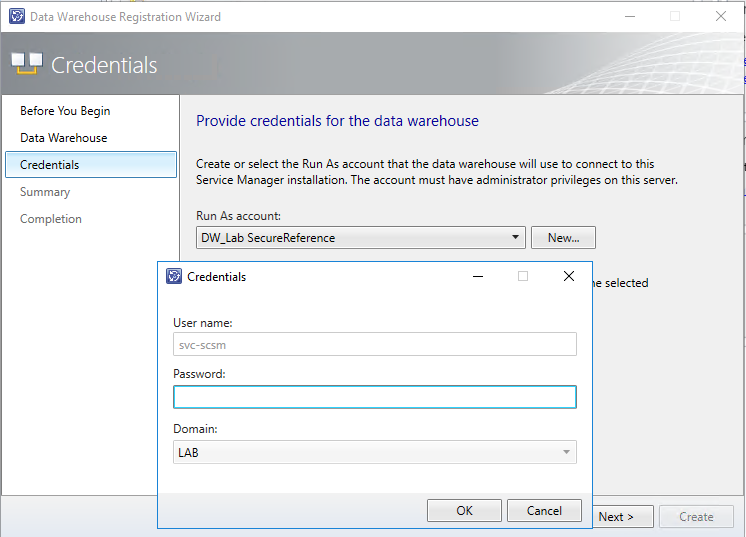 Data Warehouse Registration Wizard
Credentials
Before You Begin
Data Warehouse
Credentials
Summary
Completion
Provide credentials for the data warehouse
Create or select the Run As account that the data warehouse will use to connect to this
Service Manager installation. The account must have administrator privileges on this server.
Run As account:
DW_Lab SecureReference
New...
selected
Credentials
User name:
svc-scsm
Password:
Domain:
LAB
OK
Cancel
Next >
Create